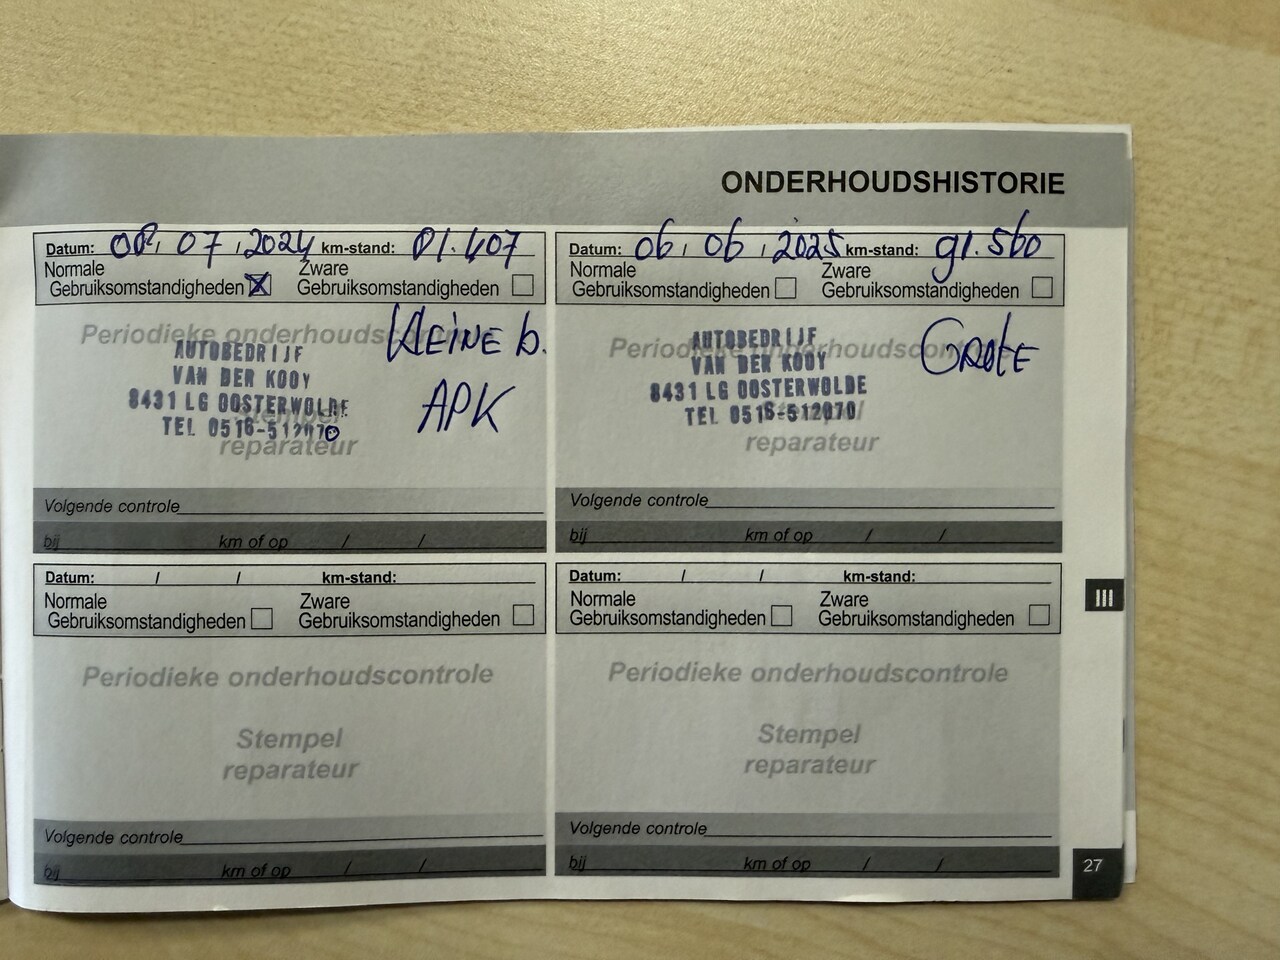 ONDERHOUDSHISTORIE
Datum: 08 / 07 / 2024 km-stand: 81.407
Normale Gebruiksomstandigheden X Zware Gebruiksomstandigheden
Periodieke onderhoudscontrole
KLEINE b.
APK
AUTOBEDRIJF
VAN DER KOOY
8431 LG OOSTERWOLDE
TEL 0516-512070
Stempel
reparateur
Volgende controle
bij km of op / /
Datum: 06 / 06 / 2025 km-stand: 91.560
Normale Gebruiksomstandigheden Zware Gebruiksomstandigheden
Periodieke onderhoudscontrole
GROTE
AUTOBEDRIJF
VAN DER KOOY
8431 LG OOSTERWOLDE
TEL 0516-512070
Stempel
reparateur
Volgende controle
bij km of op / /
Datum: / / km-stand:
Normale Gebruiksomstandigheden Zware Gebruiksomstandigheden
Periodieke onderhoudscontrole
Stempel
reparateur
Volgende controle
bij km of op / /
Datum: / / km-stand:
Normale Gebruiksomstandigheden Zware Gebruiksomstandigheden
Periodieke onderhoudscontrole
Stempel
reparateur
Volgende controle
bij km of op / /
III
27